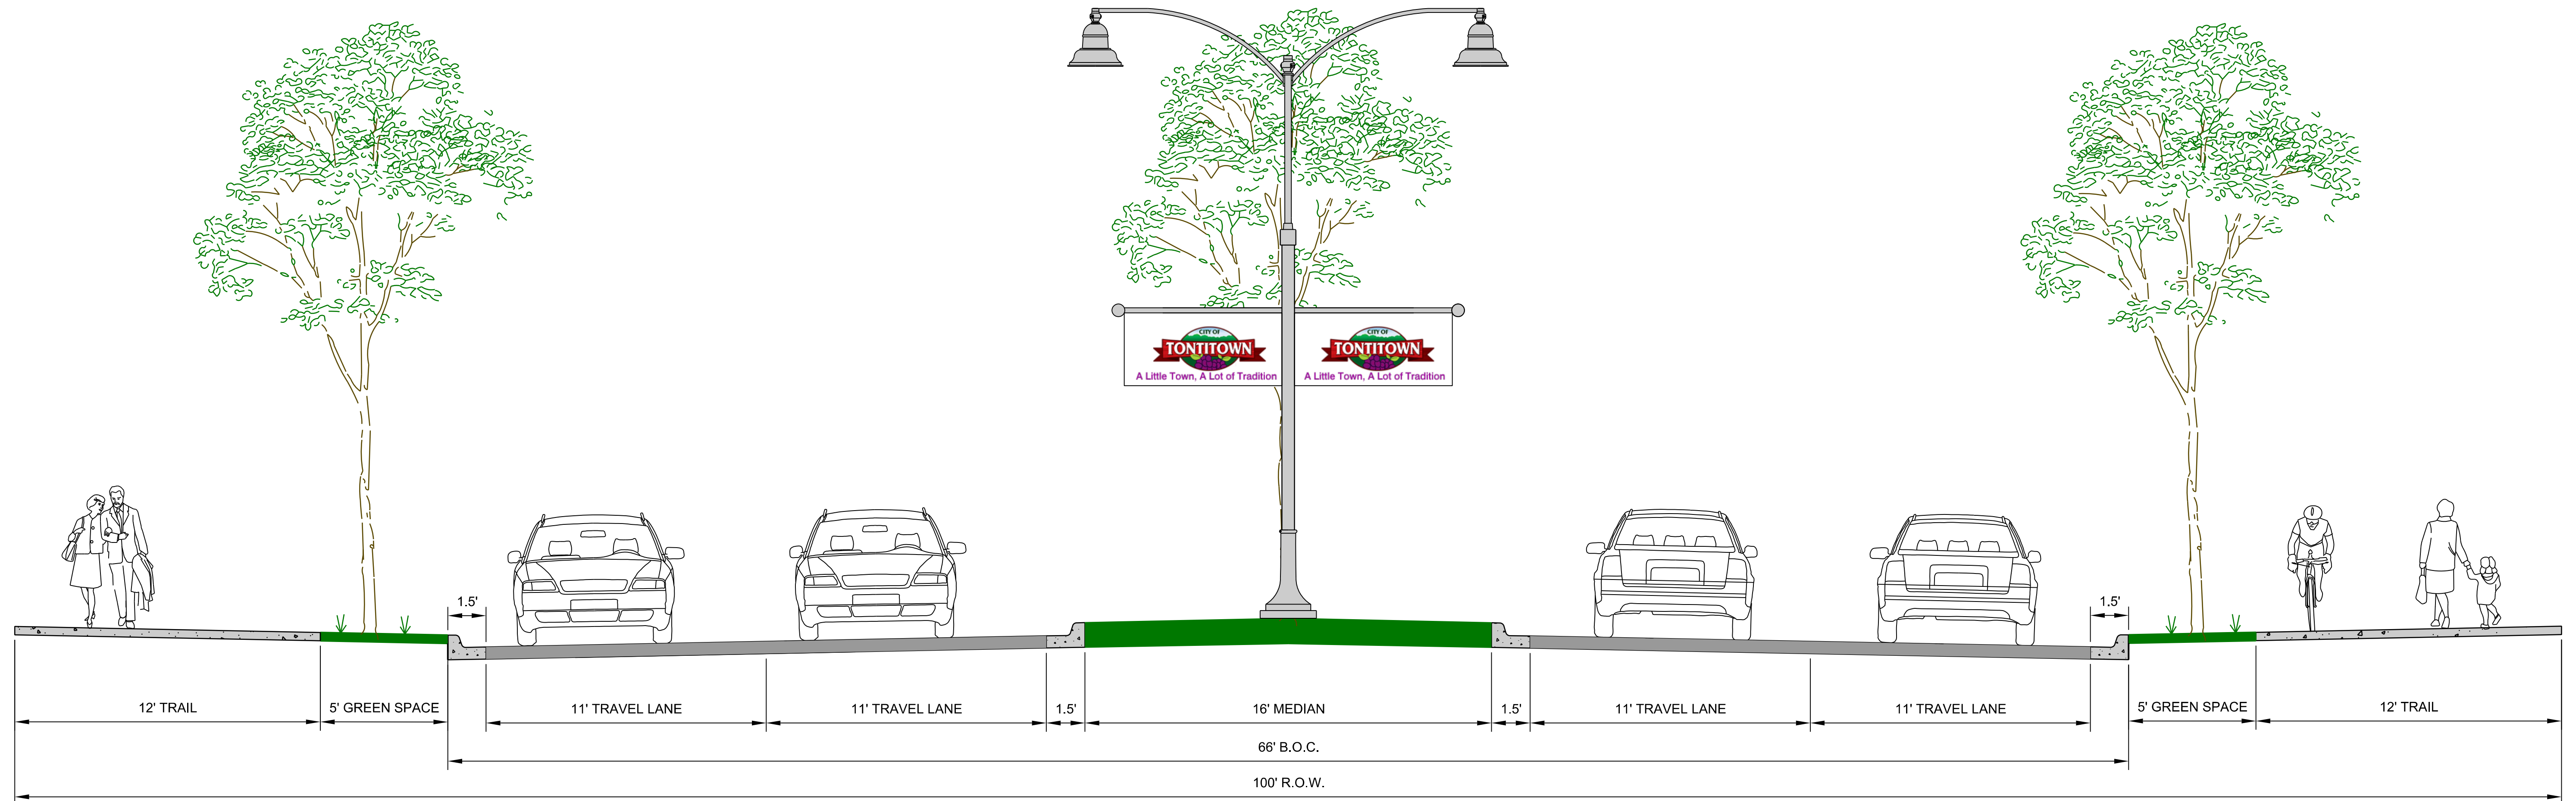 CITY OF
TONTITOWN
A Little Town, A Lot of Tradition
CITY OF
TONTITOWN
A Little Town, A Lot of Tradition
1.5'
1.5'
12' TRAIL
5' GREEN SPACE
11' TRAVEL LANE
11' TRAVEL LANE
1.5'
16' MEDIAN
1.5'
11' TRAVEL LANE
11' TRAVEL LANE
5' GREEN SPACE
12' TRAIL
66' B.O.C.
100' R.O.W.